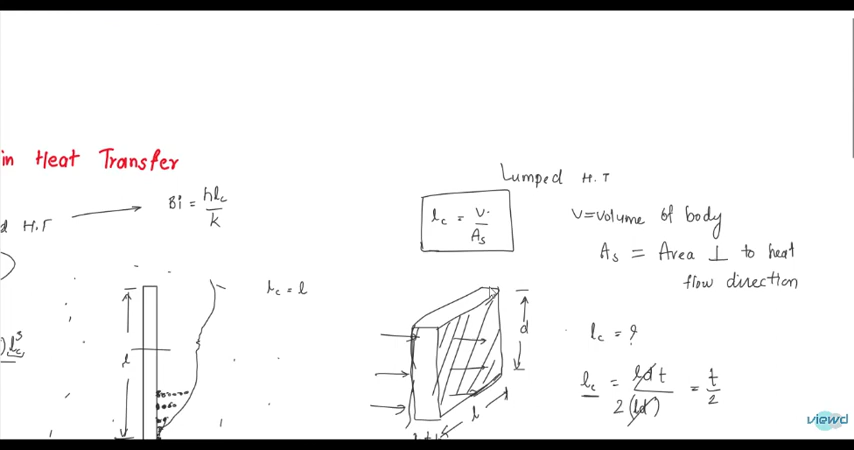 in Heat Transfer
d H.T
Bi = hlc/k
)lc³
lc = l
l
Lumped H.T
lc = V/As
V=volume of body
As = Area ⊥ to heat
flow direction
d
l
lc = ?
lc = ldt/2(ld) = t/2
viewd